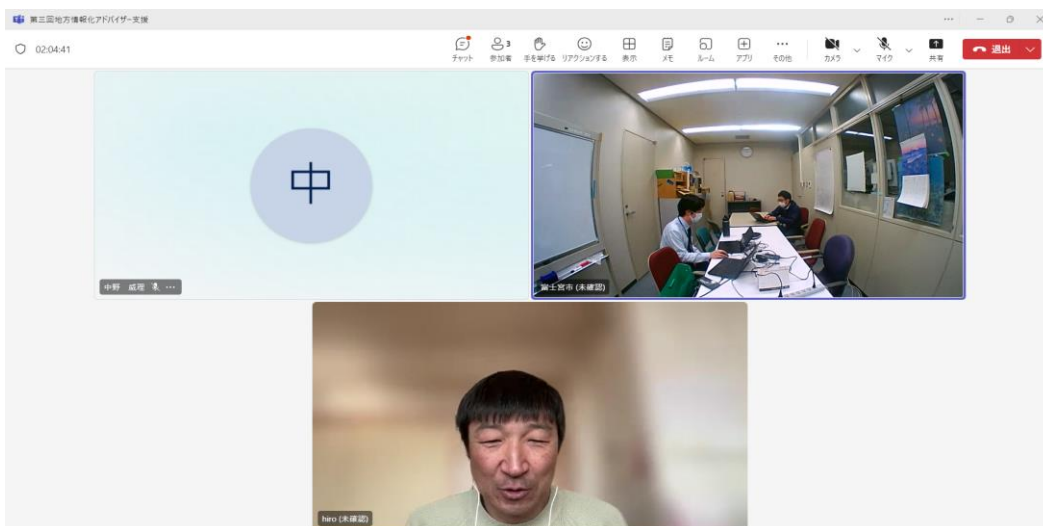 第三回地方情報化アドバイザー支援
02:04:41
チャット
3
参加者
手を挙げる
リアクションする
表示
メモ
ルーム
アプリ
その他
カメラ
マイク
共有
退出
中
中野 威理
富士宮市 (未確認)
hiro (未確認)